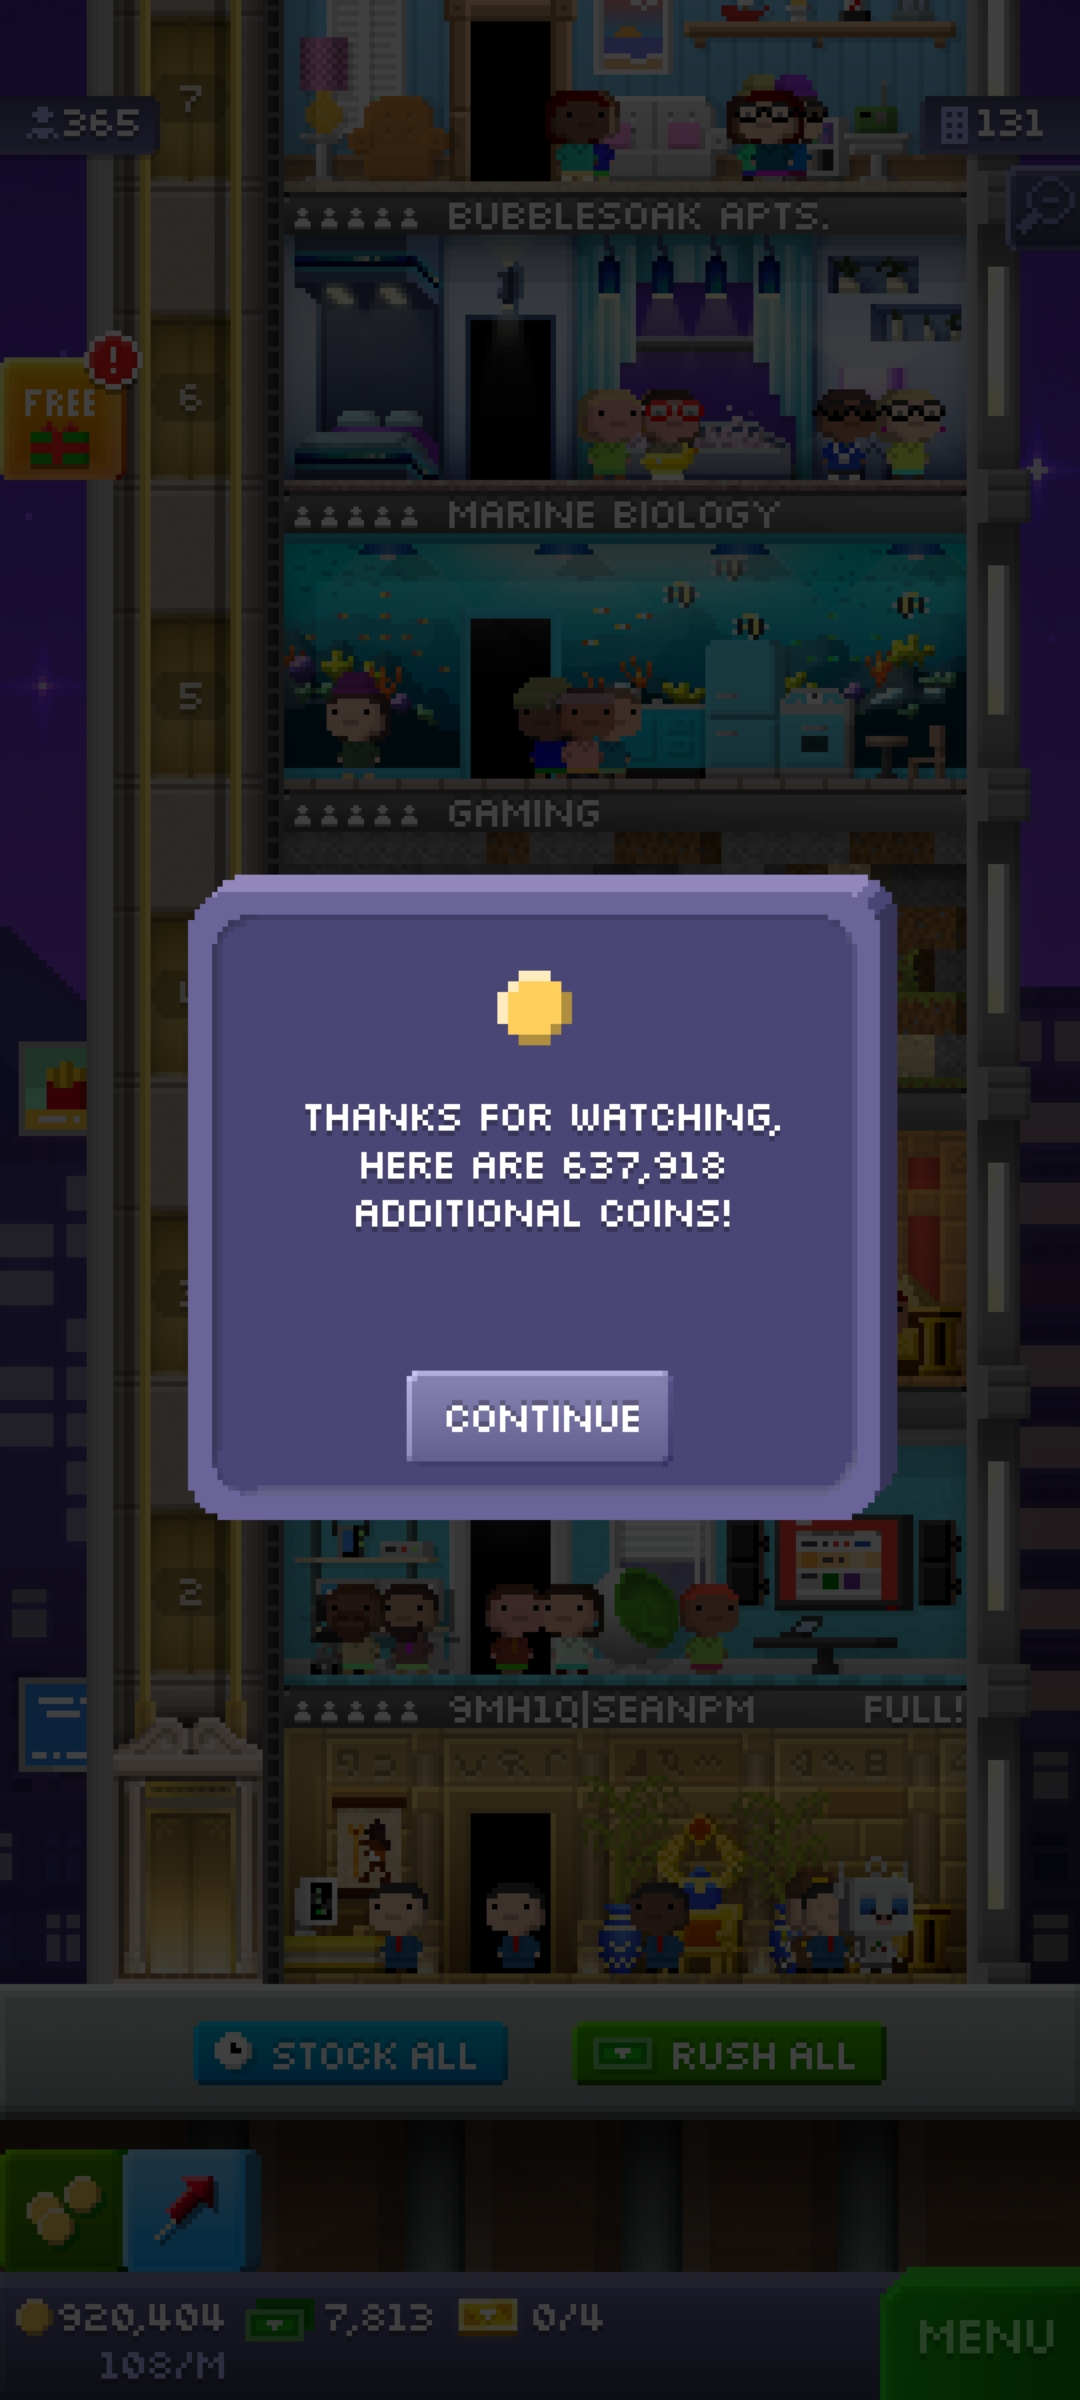 7
365
131
BUBBLESOAK APTS.
FREE
!
6
MARINE BIOLOGY
5
GAMING
THANKS FOR WATCHING,
HERE ARE 637,918
ADDITIONAL COINS!
CONTINUE
2
9MH1Q|SEANPM FULL!
STOCK ALL
RUSH ALL
920,404 7,813 0/4
108/M
MENU